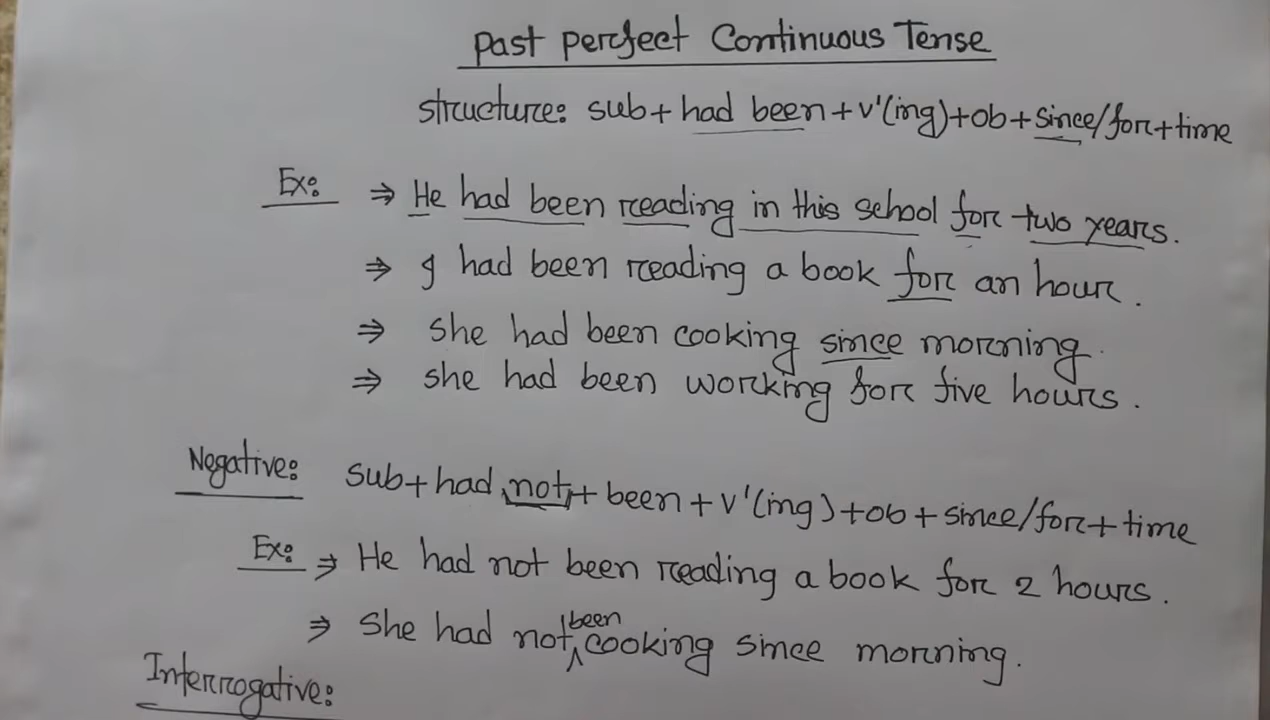 Past perfect Continuous Tense
structure: sub+had been+v'(ing)+ob+since/for+time
Ex: ⇒ He had been reading in this school for two years.
⇒ I had been reading a book for an hour.
⇒ she had been cooking since morning.
⇒ she had been working for five hours.
Negative: sub+had not+ been+v'(ing)+ob+since/for+time
Ex: ⇒ He had not been reading a book for 2 hours.
⇒ She had not been cooking since morning.
Interrogative: